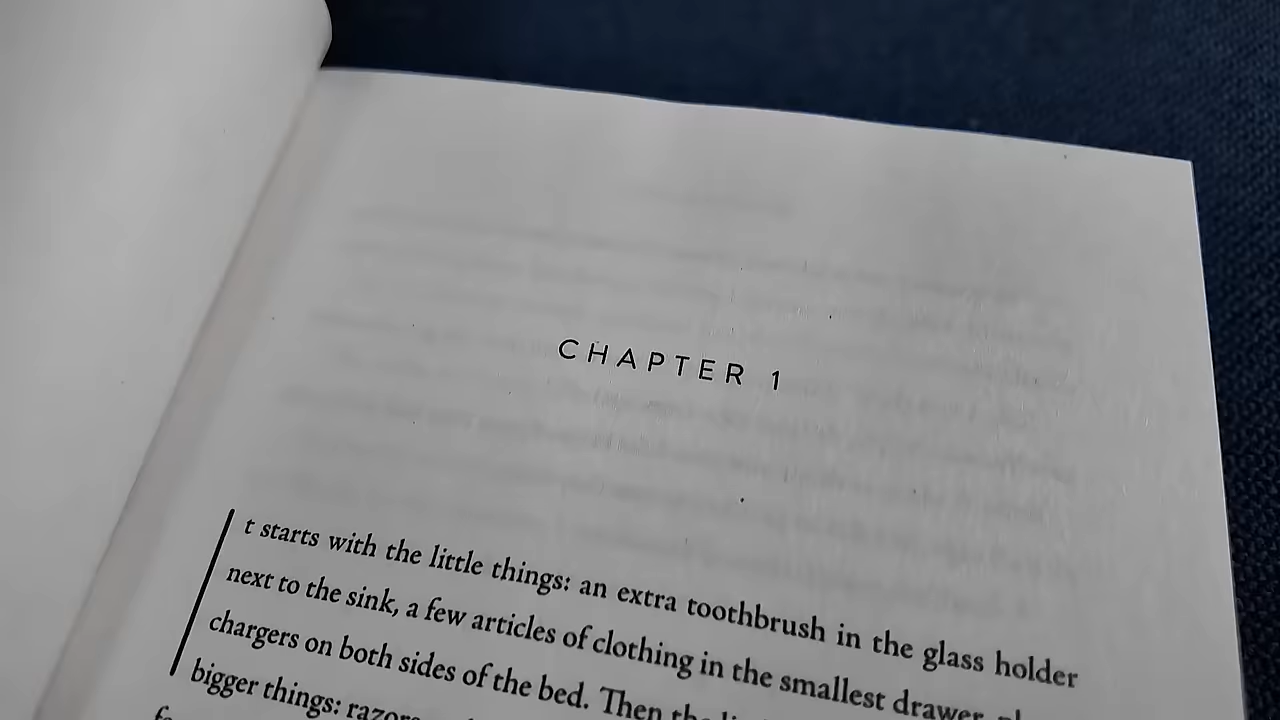 CHAPTER 1
It starts with the little things: an extra toothbrush in the glass holder
next to the sink, a few articles of clothing in the smallest drawer,
chargers on both sides of the bed. Then the
bigger things: